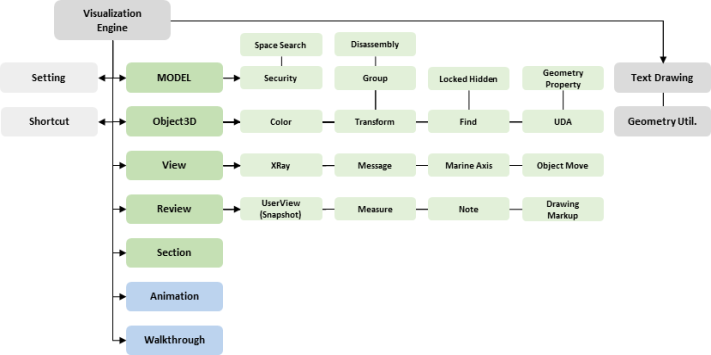 Visualization
Engine
Space Search
Disassembly
Setting
MODEL
Security
Group
Locked Hidden
Geometry
Property
Text Drawing
Shortcut
Object3D
Color
Transform
Find
UDA
Geometry Util.
View
XRay
Message
Marine Axis
Object Move
Review
UserView
(Snapshot)
Measure
Note
Drawing
Markup
Section
Animation
Walkthrough